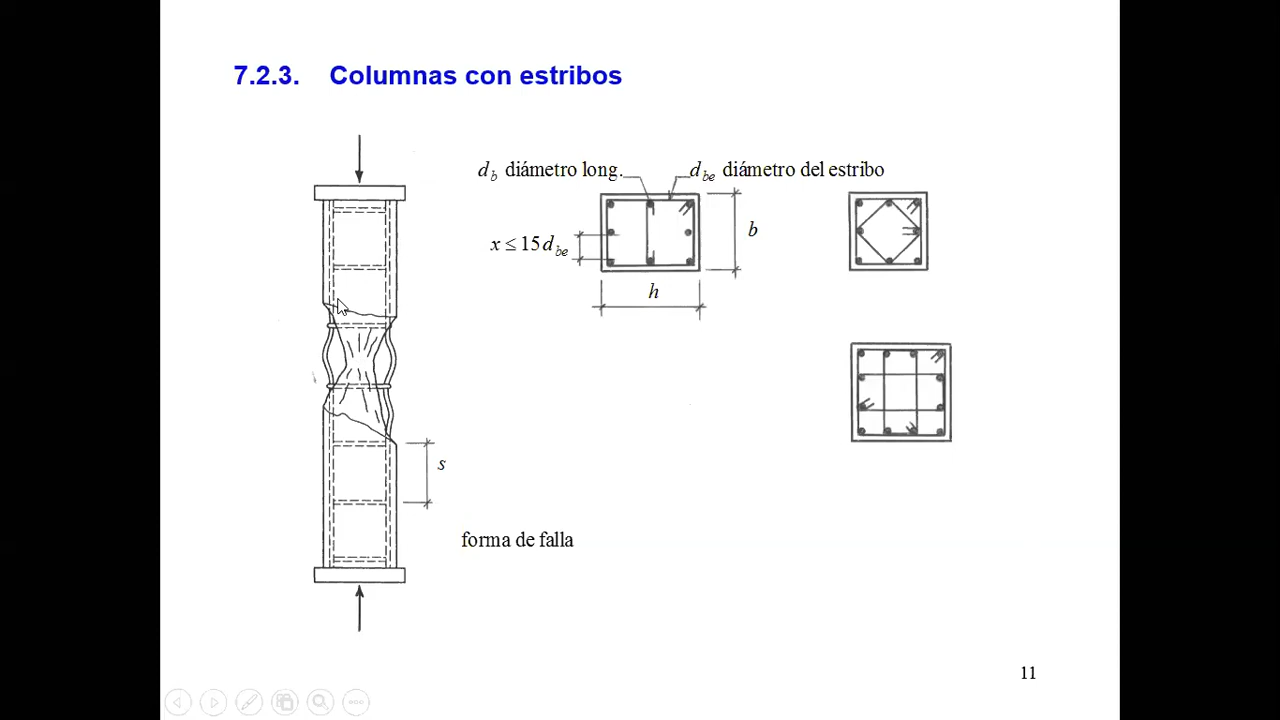 7.2.3. Columnas con estribos
d_b diámetro long.
d_be diámetro del estribo
x ≤ 15 d_be
b
h
s
forma de falla
11